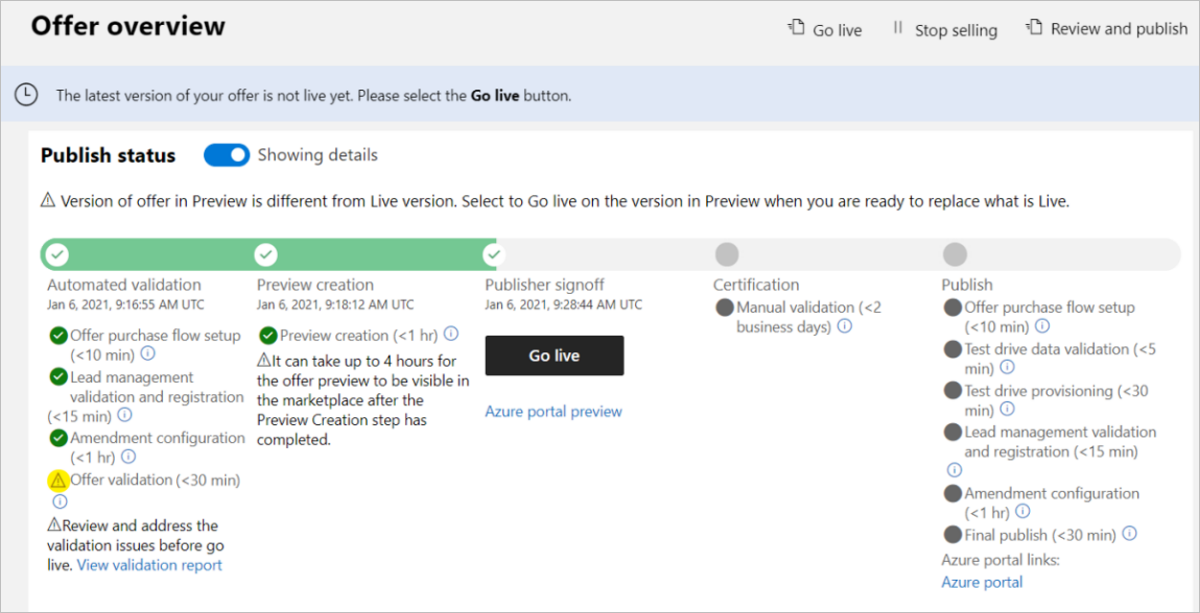 Offer overview
Go live
Stop selling
Review and publish
The latest version of your offer is not live yet. Please select the Go live button.
Publish status
Showing details
Version of offer in Preview is different from Live version. Select to Go live on the version in Preview when you are ready to replace what is Live.
Automated validation
Jan 6, 2021, 9:16:55 AM UTC
Offer purchase flow setup
(<10 min)
Lead management
validation and registration
(<15 min)
Amendment configuration
(<1 hr)
Offer validation (<30 min)
Review and address the
validation issues before go
live. View validation report
Preview creation
Jan 6, 2021, 9:18:12 AM UTC
Preview creation (<1 hr)
It can take up to 4 hours for
the offer preview to be visible in
the marketplace after the
Preview Creation step has
completed.
Publisher signoff
Jan 6, 2021, 9:28:44 AM UTC
Go live
Azure portal preview
Certification
Manual validation (<2
business days)
Publish
Offer purchase flow setup
(<10 min)
Test drive data validation (<5
min)
Test drive provisioning (<30
min)
Lead management validation
and registration (<15 min)
Amendment configuration
(<1 hr)
Final publish (<30 min)
Azure portal links:
Azure portal